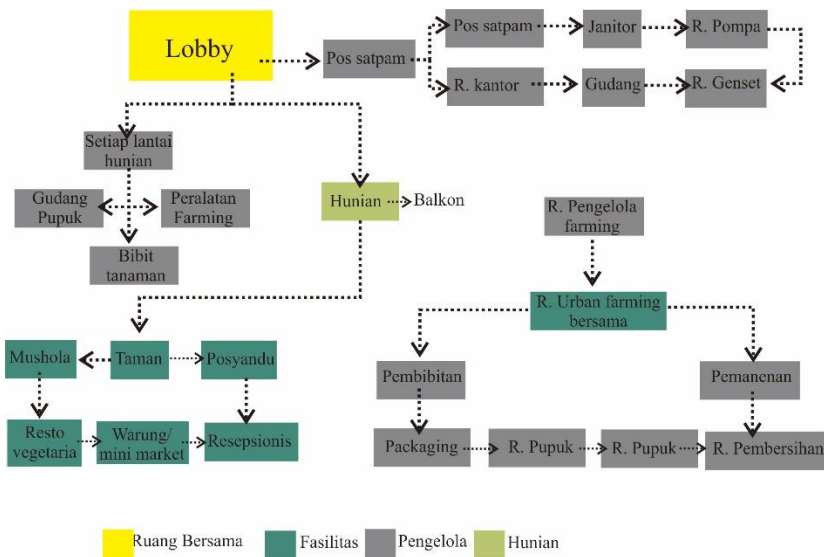 Lobby
Pos satpam
Pos satpam
Janitor
R. Pompa
R. kantor
Gudang
R. Genset
Setiap lantai
hunian
Gudang
Pupuk
Peralatan
Farming
Bibit
tanaman
Hunian
Balkon
R. Pengelola
farming
R. Urban farming
bersama
Mushola
Taman
Posyandu
Pembibitan
Pemanenan
Resto
vegetaria
Warung/
mini market
Resepsionis
Packaging
R. Pupuk
R. Pupuk
R. Pembersihan
Ruang Bersama
Fasilitas
Pengelola
Hunian